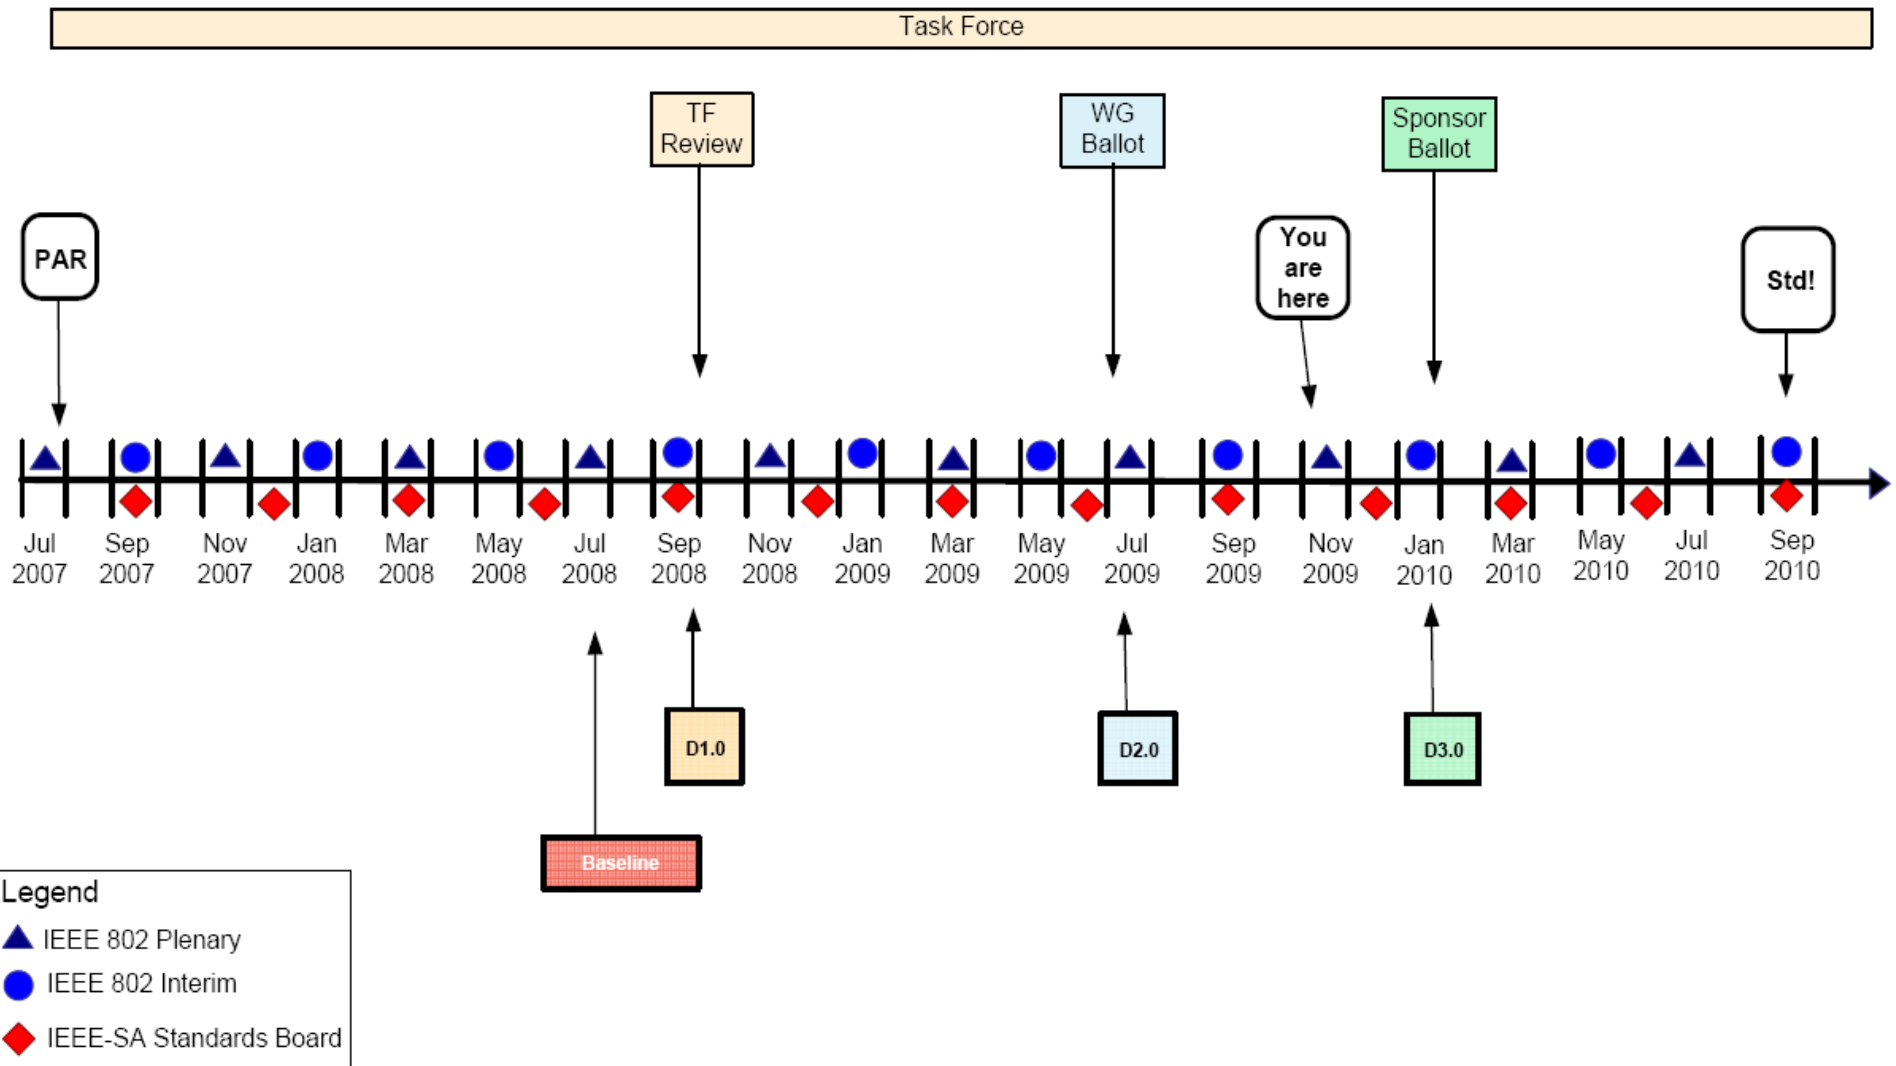 Task Force
TF
Review
WG
Ballot
Sponsor
Ballot
PAR
You
are
here
Std!
Jul
2007
Sep
2007
Nov
2007
Jan
2008
Mar
2008
May
2008
Jul
2008
Sep
2008
Nov
2008
Jan
2009
Mar
2009
May
2009
Jul
2009
Sep
2009
Nov
2009
Jan
2010
Mar
2010
May
2010
Jul
2010
Sep
2010
D1.0
D2.0
D3.0
Baseline
Legend
IEEE 802 Plenary
IEEE 802 Interim
IEEE-SA Standards Board